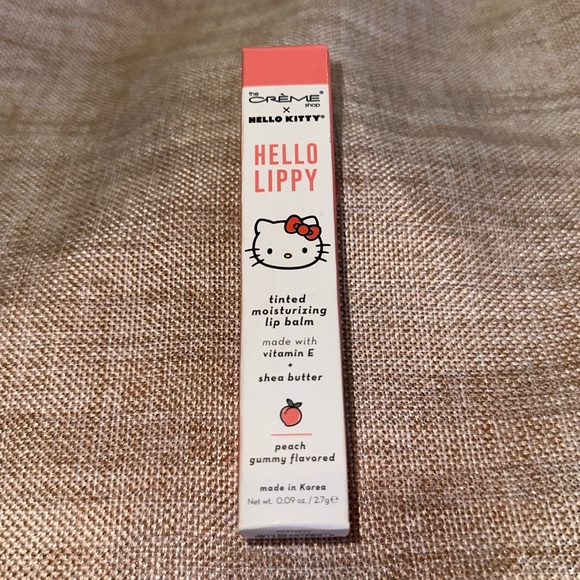 the
CRÈME®
shop
×
HELLO KITTY®
HELLO
LIPPY
tinted
moisturizing
lip balm
made with
vitamin E
+
shea butter
peach
gummy flavored
made in Korea
Net wt. 0.09 oz. / 2.7g ℮